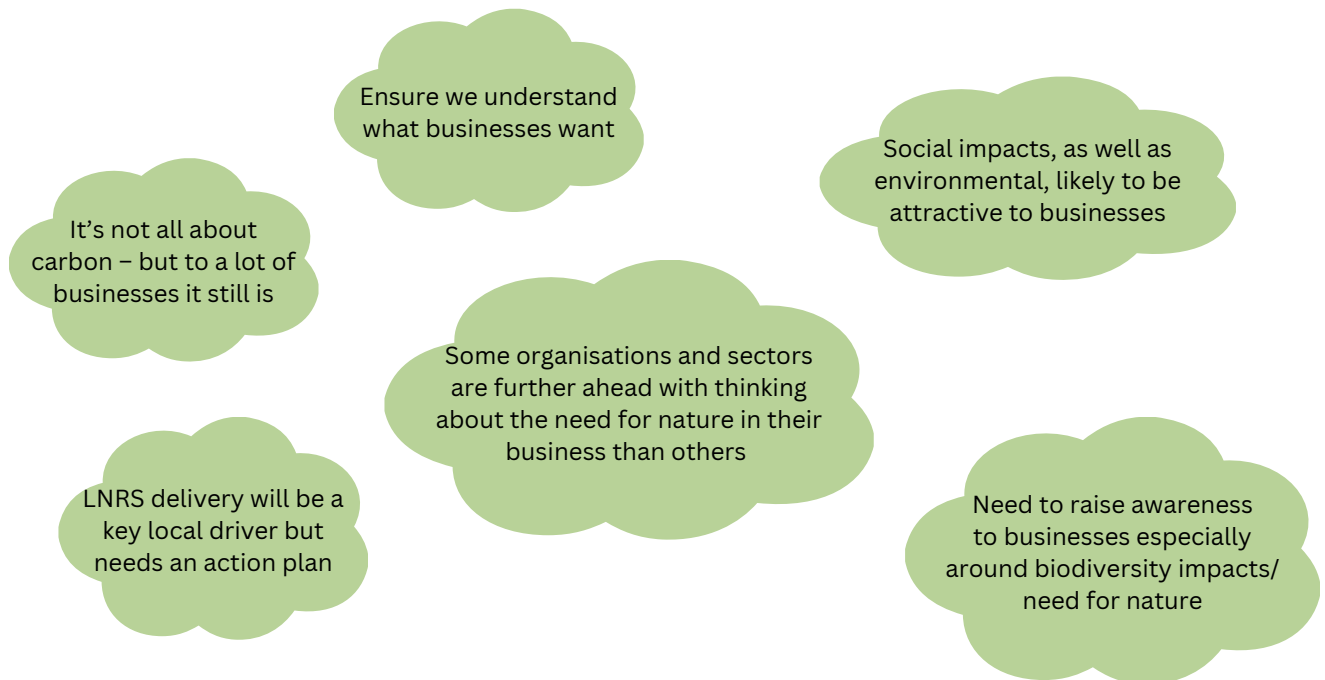 Ensure we understand
what businesses want
Social impacts, as well as
environmental, likely to be
attractive to businesses
It’s not all about
carbon – but to a lot of
businesses it still is
Some organisations and sectors
are further ahead with thinking
about the need for nature in their
business than others
LNRS delivery will be a
key local driver but
needs an action plan
Need to raise awareness
to businesses especially
around biodiversity impacts/
need for nature